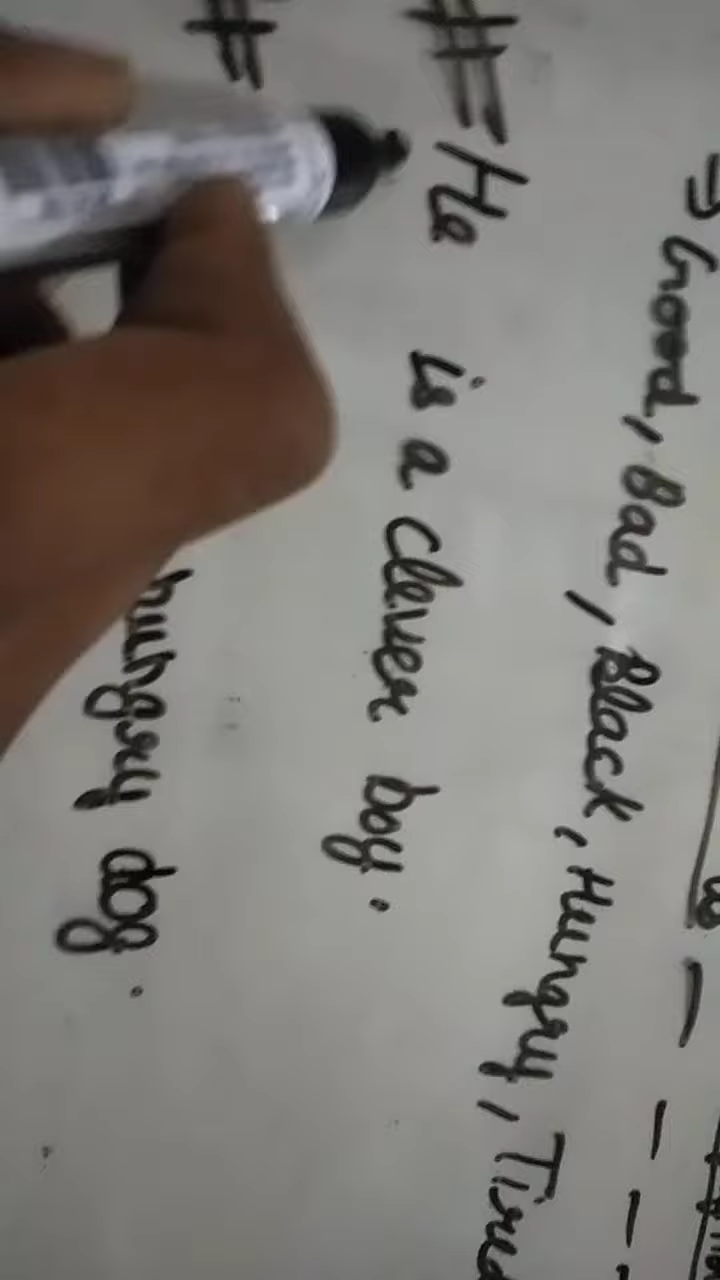 ⇒ Good, Bad, Black, Hungry, Tired
# = He is a clever boy.
# hungry dog.